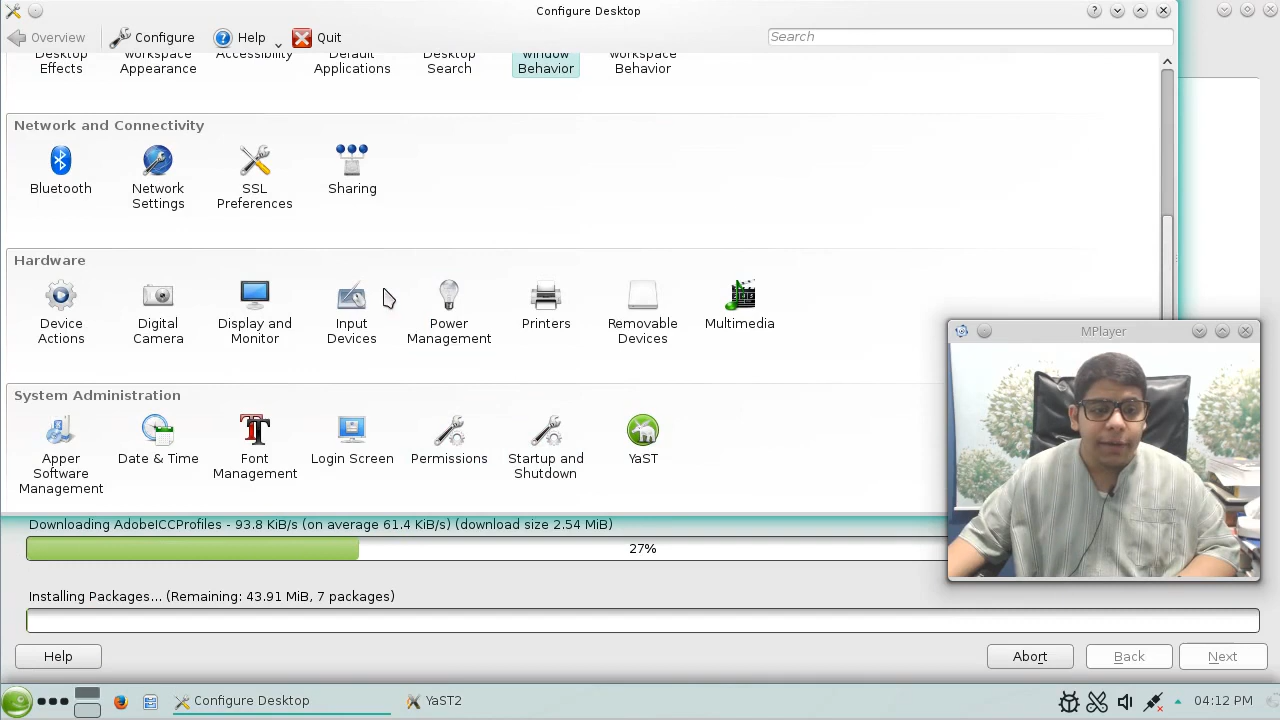 Configure Desktop
Overview Configure Help Quit Search
Desktop Effects
Workspace Appearance
Accessibility
Default Applications
Desktop Search
Window Behavior
Workspace Behavior
Network and Connectivity
Bluetooth
Network Settings
SSL Preferences
Sharing
Hardware
Device Actions
Digital Camera
Display and Monitor
Input Devices
Power Management
Printers
Removable Devices
Multimedia
MPlayer
System Administration
Apper Software Management
Date & Time
Font Management
Login Screen
Permissions
Startup and Shutdown
YaST
Downloading AdobeICCProfiles - 93.8 KiB/s (on average 61.4 KiB/s) (download size 2.54 MiB)
27%
Installing Packages... (Remaining: 43.91 MiB, 7 packages)
Help Abort Back Next
Configure Desktop YaST2 04:12 PM